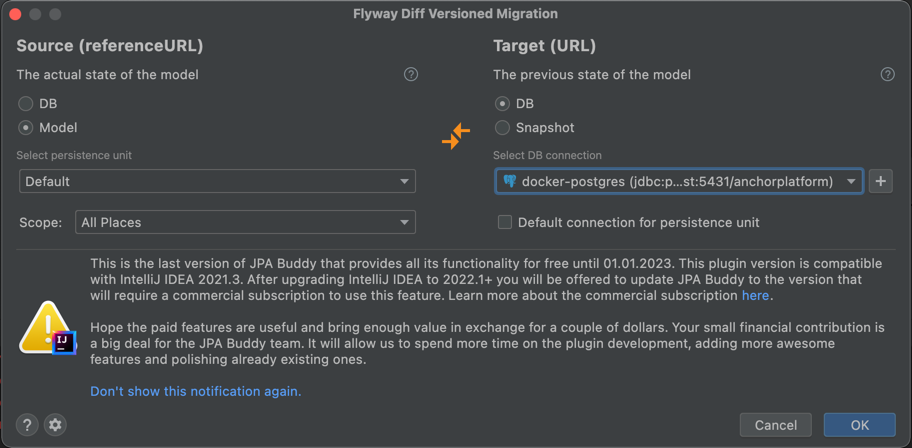 Flyway Diff Versioned Migration
Source (referenceURL)
The actual state of the model
?
DB
Model
Select persistence unit
Default
Scope:
All Places
Target (URL)
The previous state of the model
?
DB
Snapshot
Select DB connection
docker-postgres (jdbc:p...st:5431/anchorplatform)
+
Default connection for persistence unit
This is the last version of JPA Buddy that provides all its functionality for free until 01.01.2023. This plugin version is compatible
with IntelliJ IDEA 2021.3. After upgrading IntelliJ IDEA to 2022.1+ you will be offered to update JPA Buddy to the version that
will require a commercial subscription to use this feature. Learn more about the commercial subscription here.
Hope the paid features are useful and bring enough value in exchange for a couple of dollars. Your small financial contribution is
a big deal for the JPA Buddy team. It will allow us to spend more time on the plugin development, adding more awesome
features and polishing already existing ones.
IJ
Don't show this notification again.
?
Cancel
OK